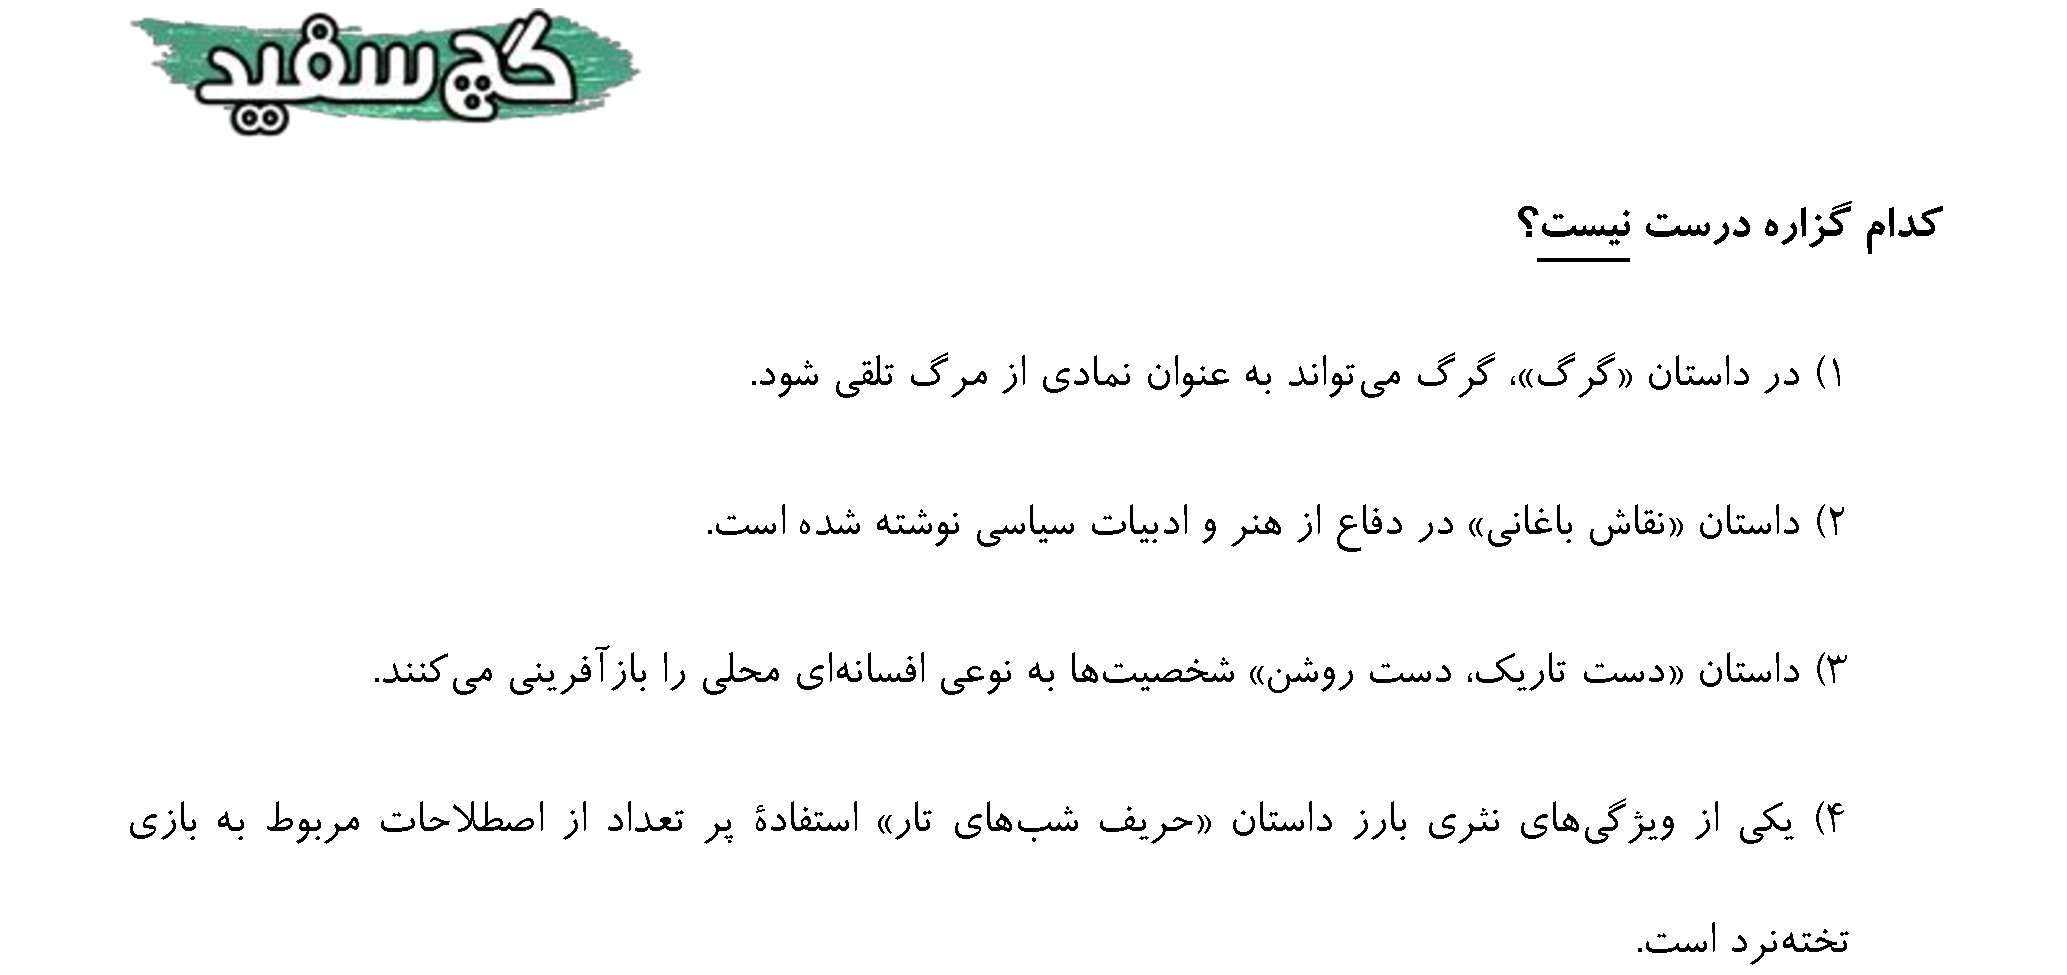 گچ سفید
کدام گزاره درست نیست؟
۱) در داستان «گرگ»، گرگ می‌تواند به عنوان نمادی از مرگ تلقی شود.
۲) داستان «نقاش باغانی» در دفاع از هنر و ادبیات سیاسی نوشته شده است.
۳) داستان «دست تاریک، دست روشن» شخصیت‌ها به نوعی افسانه‌ای محلی را بازآفرینی می‌کنند.
۴) یکی از ویژگی‌های نثری بارز داستان «حریف شب‌های تار» استفادهٔ پر تعداد از اصطلاحات مربوط به بازی
تخته‌نرد است.